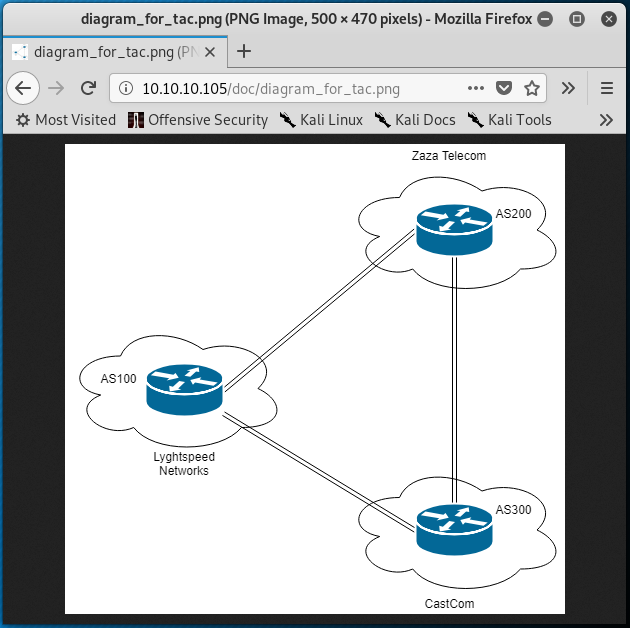 diagram_for_tac.png (PNG Image, 500 × 470 pixels) - Mozilla Firefox
diagram_for_tac.png (PN
10.10.10.105/doc/diagram_for_tac.png
Most Visited Offensive Security Kali Linux Kali Docs Kali Tools
Zaza Telecom
AS200
AS100
Lyghtspeed
Networks
AS300
CastCom